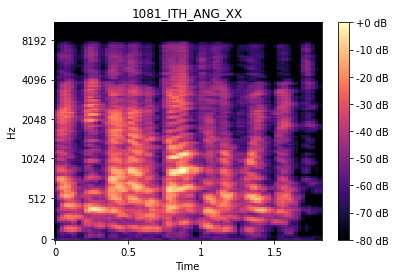 1081_ITH_ANG_XX
8192
4096
2048
1024
512
0
Hz
0
0.5
1
1.5
Time
+0 dB
-10 dB
-20 dB
-30 dB
-40 dB
-50 dB
-60 dB
-70 dB
-80 dB